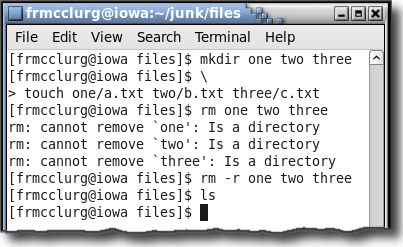 frmcclurg@iowa:~/junk/files
File Edit View Search Terminal Help
[frmcclurg@iowa files]$ mkdir one two three
[frmcclurg@iowa files]$ \
> touch one/a.txt two/b.txt three/c.txt
[frmcclurg@iowa files]$ rm one two three
rm: cannot remove `one': Is a directory
rm: cannot remove `two': Is a directory
rm: cannot remove `three': Is a directory
[frmcclurg@iowa files]$ rm -r one two three
[frmcclurg@iowa files]$ ls
[frmcclurg@iowa files]$